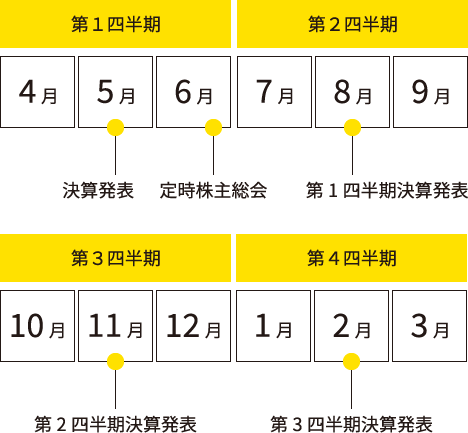 第１四半期 第２四半期
4月 5月 6月 7月 8月 9月
決算発表 定時株主総会 第1四半期決算発表
第３四半期 第４四半期
10月 11月 12月 1月 2月 3月
第2四半期決算発表 第3四半期決算発表